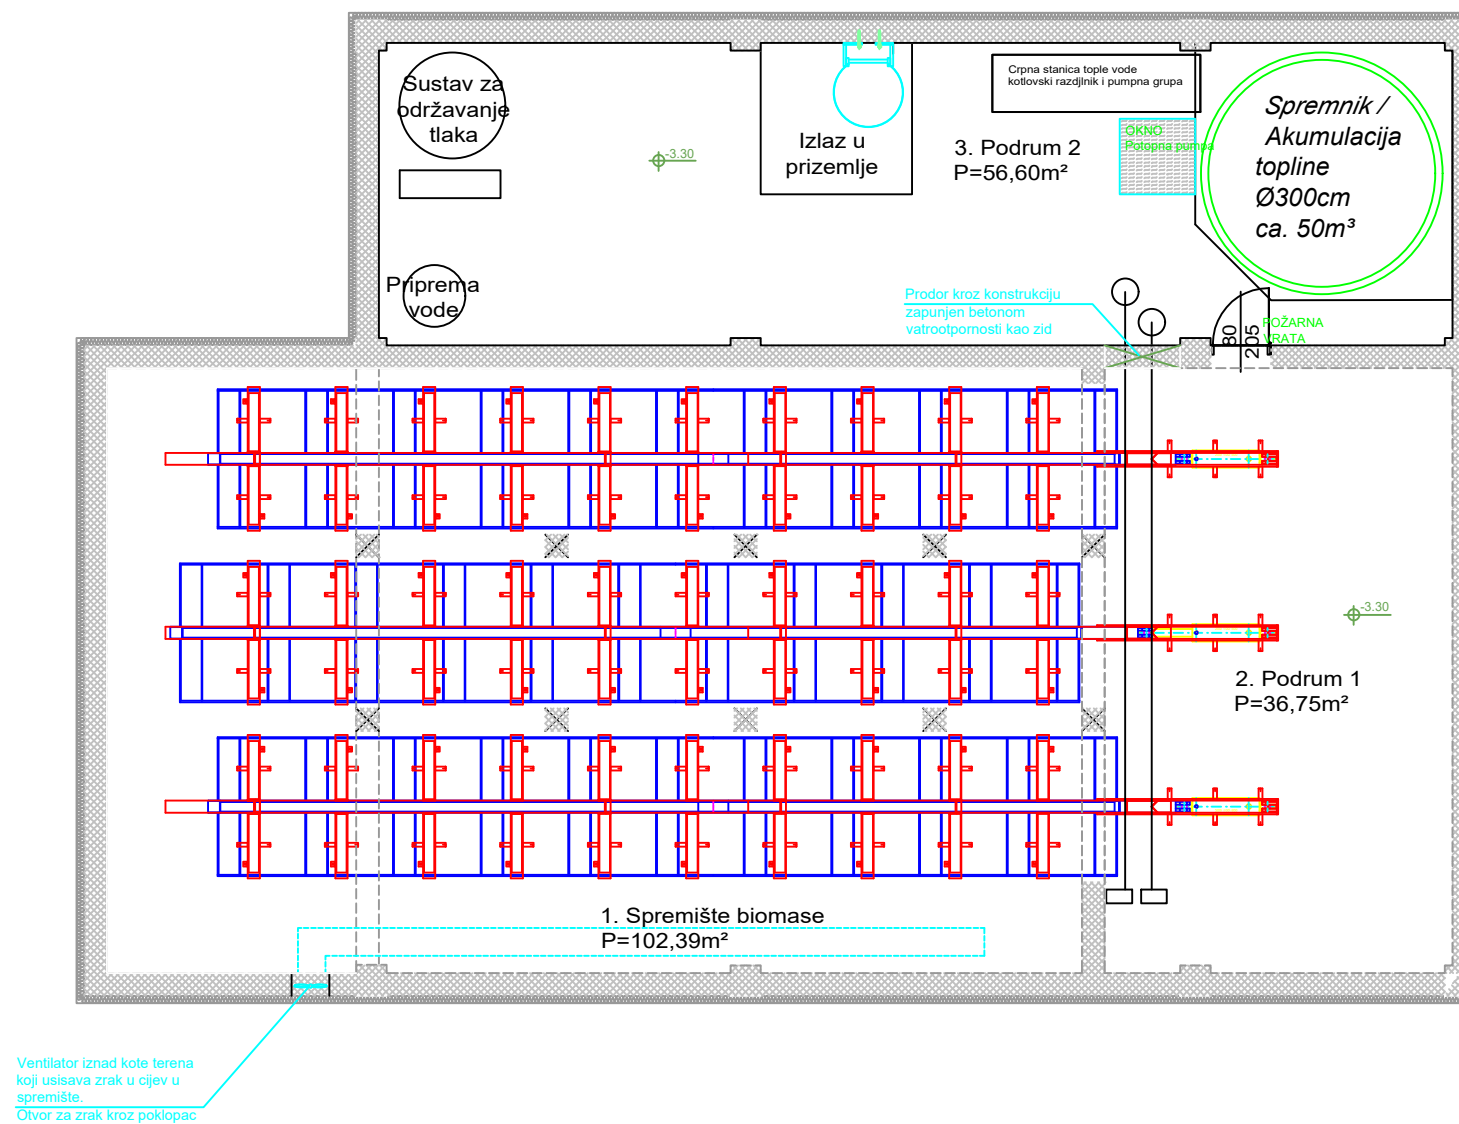 Sustav za
održavanje
tlaka
Priprema
vode
-3.30
Izlaz u
prizemlje
Crpna stanica tople vode
kotlovski razdjlnik i pumpna grupa
3. Podrum 2
P=56,60m²
OKNO
Potopna pumpa
Spremnik /
Akumulacija
topline
Ø300cm
ca. 50m³
Prodor kroz konstrukciju
zapunjen betonom
vatrootpornosti kao zid
80
205
POŽARNA
VRATA
-3.30
2. Podrum 1
P=36,75m²
1. Spremište biomase
P=102,39m²
Ventilator iznad kote terena
koji usisava zrak u cijev u
spremište.
Otvor za zrak kroz poklopac